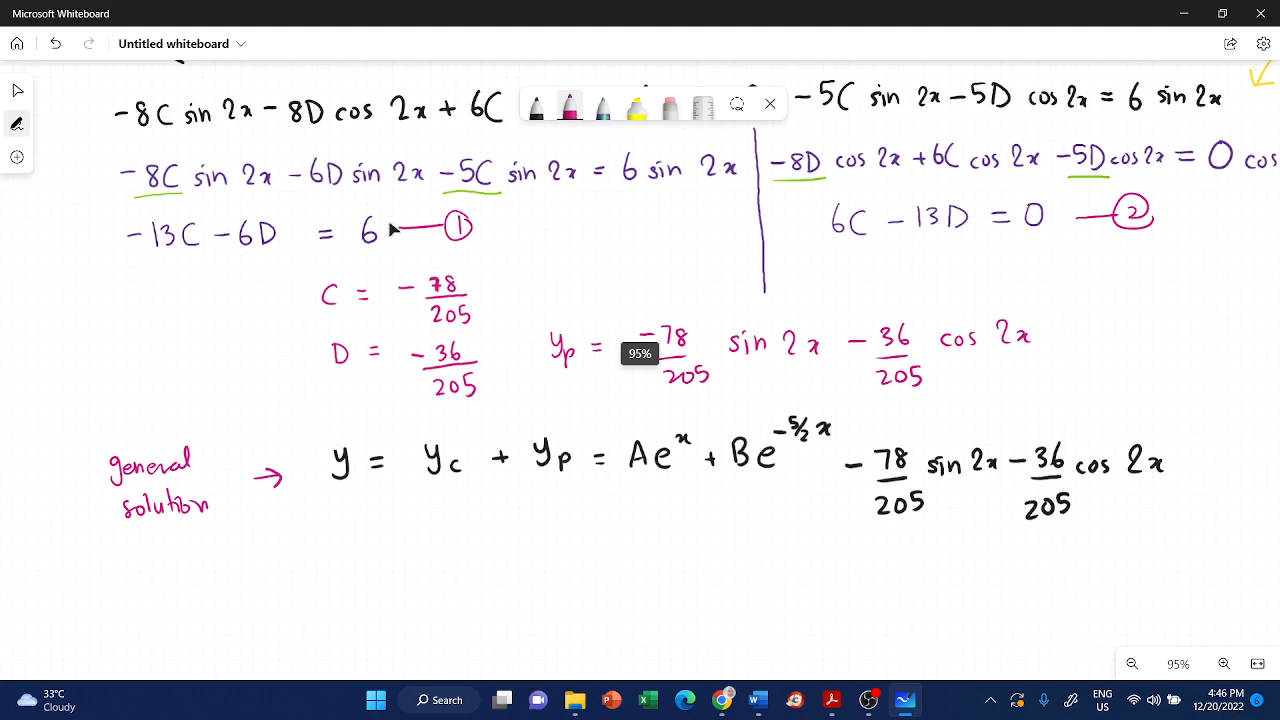 Microsoft Whiteboard
Untitled whiteboard
-8C sin 2x - 8D cos 2x + 6C
- 5C sin 2x - 5D cos 2x = 6 sin 2x
-8C sin 2x - 6D sin 2x - 5C sin 2x = 6 sin 2x
-8D cos 2x + 6C cos 2x - 5D cos 2x = 0 cos
-13C - 6D = 6 — ①
6C - 13D = 0 — ②
C = - 78/205
D = - 36/205
yp = -78/205 sin 2x - 36/205 cos 2x
95%
general solution → y = yc + yp = Ae^x + Be^(-5/2 x) - 78/205 sin 2x - 36/205 cos 2x
95%
33°C
Cloudy
Search
ENG
US
4:46 PM
12/20/2022
5